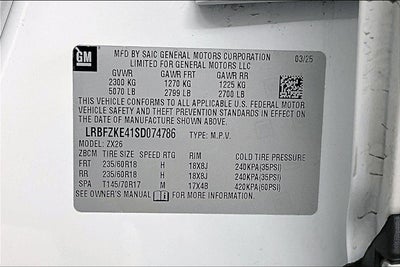 GM
MFD BY SAIC GENERAL MOTORS CORPORATION
LIMITED FOR GENERAL MOTORS LLC
03/25
GVWR GAWR FRT GAWR RR
2300 KG 1270 KG 1225 KG
5070 LB 2799 LB 2700 LB
THIS VEHICLE CONFORMS TO ALL APPLICABLE U.S. FEDERAL MOTOR
VEHICLE SAFETY AND THEFT PREVENTION STANDARDS IN EFFECT
ON THE DATE OF MANUFACTURE SHOWN ABOVE.
LRBFZKE41SD074786 TYPE: M.P.V.
MODEL: ZX26
ZBCM TIRE SIZE SPEED RTG RIM COLD TIRE PRESSURE
FRT 235/60R18 H 18X8J 240KPA(35PSI)
RR 235/60R18 H 18X8J 240KPA(35PSI)
SPA T145/70R17 M 17X4B 420KPA(60PSI)
SEE OWNER'S MANUAL i FOR MORE INFORMATION.